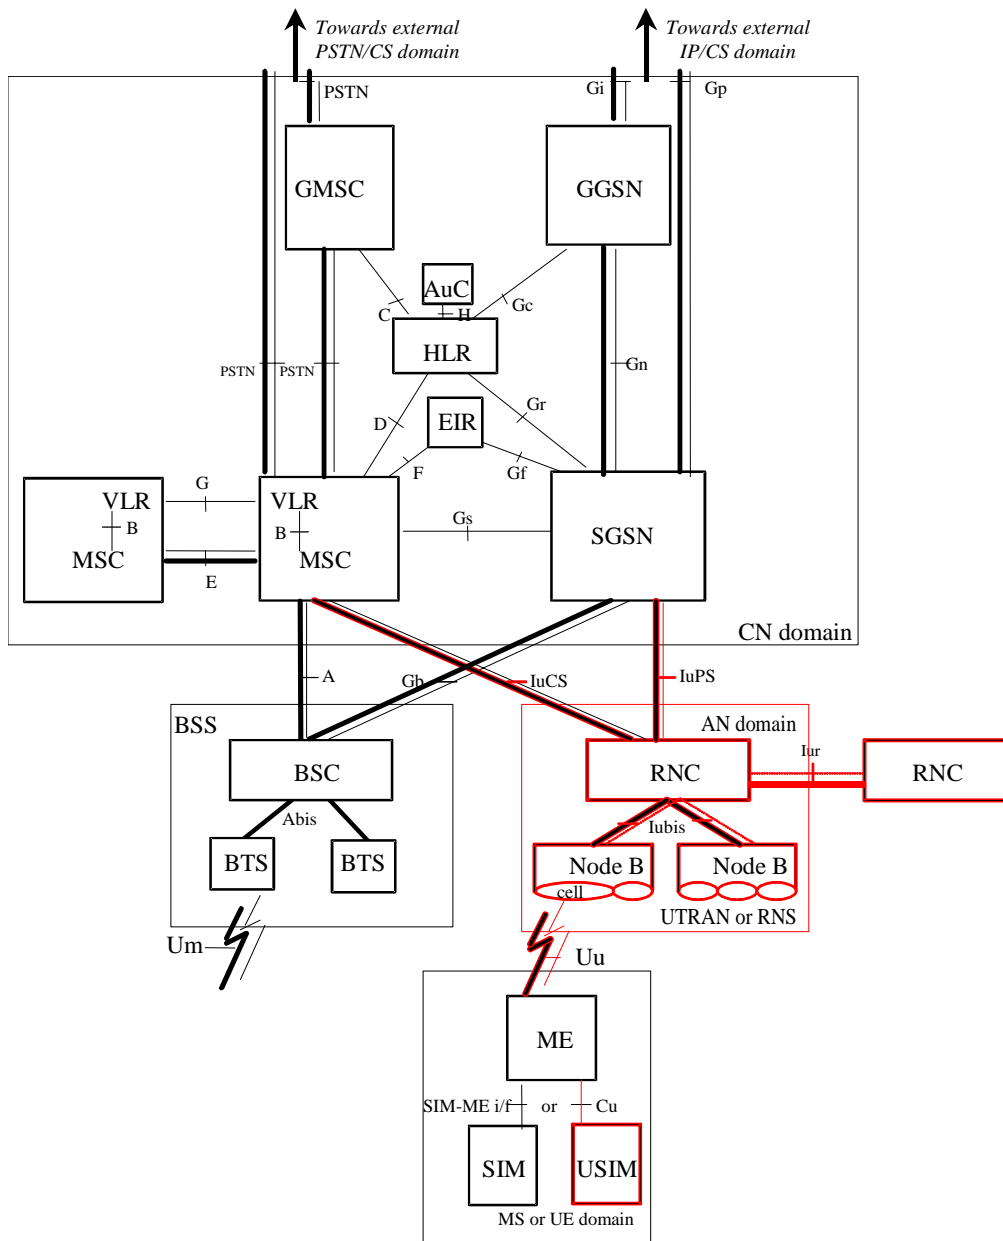 Towards external
PSTN/CS domain
Towards external
IP/CS domain
PSTN
Gi
Gp
GMSC
GGSN
AuC
C
H
Gc
HLR
PSTN
PSTN
Gn
D
EIR
Gr
F
Gf
G
VLR
VLR
B
B
Gs
SGSN
MSC
MSC
E
CN domain
A
Gb
IuCS
IuPS
BSS
AN domain
BSC
RNC
Iur
RNC
Abis
Iubis
BTS
BTS
Node B
Node B
cell
UTRAN or RNS
Um
Uu
ME
SIM-ME i/f
or
Cu
SIM
USIM
MS or UE domain